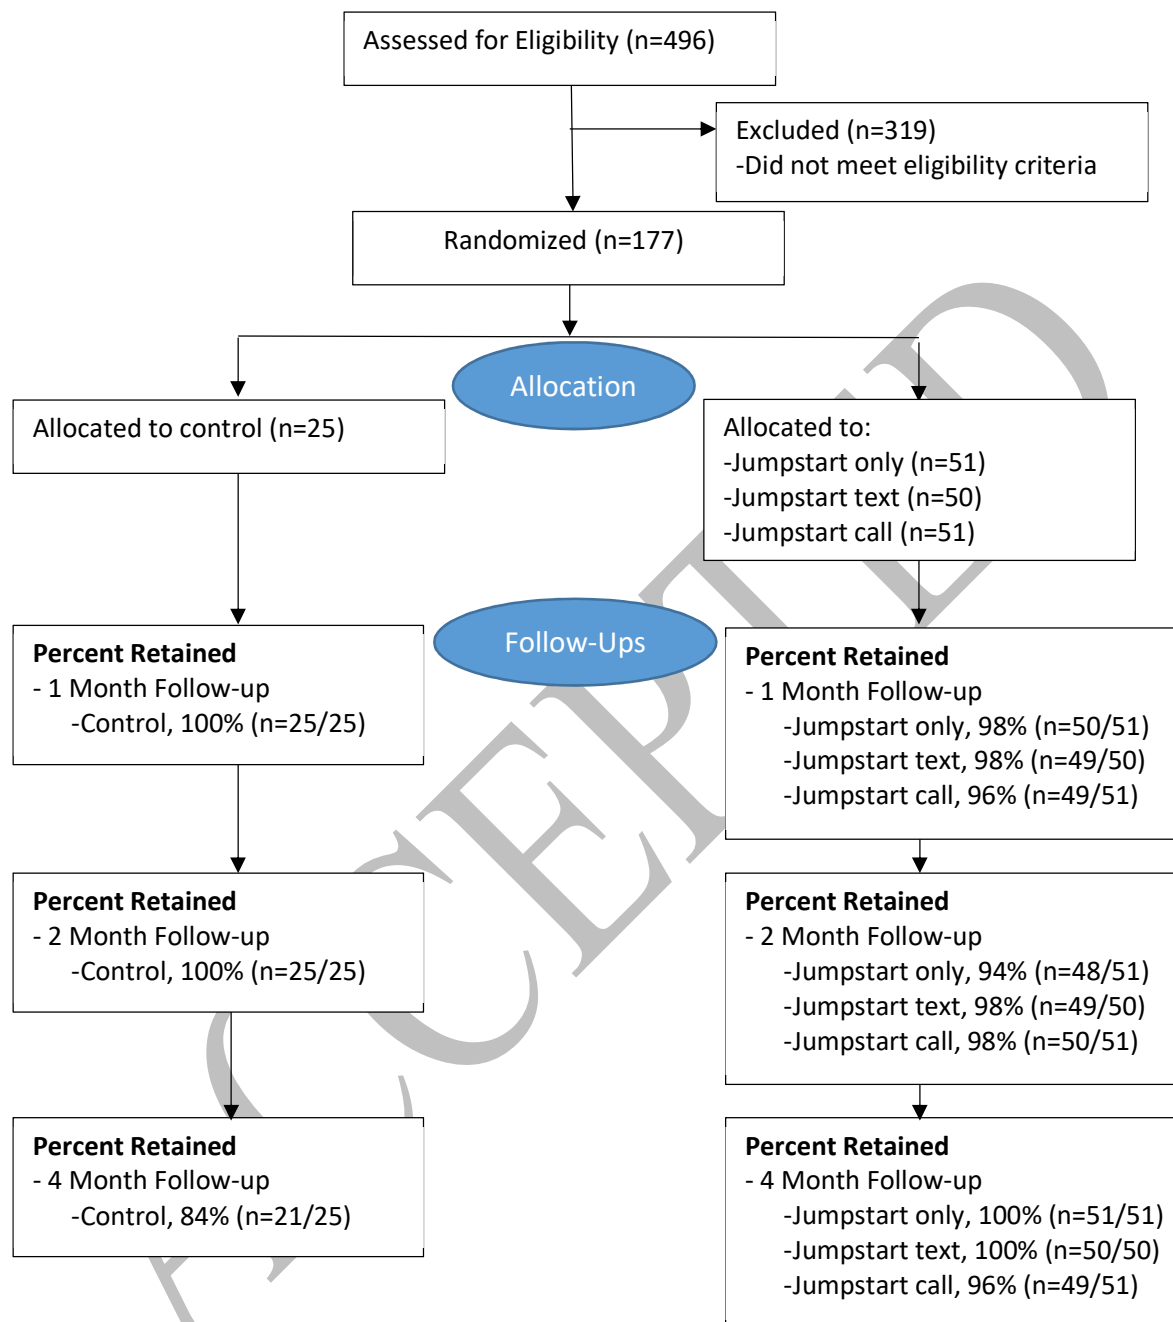 Assessed for Eligibility (n=496)
Excluded (n=319)
-Did not meet eligibility criteria
Randomized (n=177)
Allocation
Allocated to control (n=25)
Allocated to:
-Jumpstart only (n=51)
-Jumpstart text (n=50)
-Jumpstart call (n=51)
Follow-Ups
Percent Retained
- 1 Month Follow-up
-Control, 100% (n=25/25)
Percent Retained
- 1 Month Follow-up
-Jumpstart only, 98% (n=50/51)
-Jumpstart text, 98% (n=49/50)
-Jumpstart call, 96% (n=49/51)
Percent Retained
- 2 Month Follow-up
-Control, 100% (n=25/25)
Percent Retained
- 2 Month Follow-up
-Jumpstart only, 94% (n=48/51)
-Jumpstart text, 98% (n=49/50)
-Jumpstart call, 98% (n=50/51)
Percent Retained
- 4 Month Follow-up
-Control, 84% (n=21/25)
Percent Retained
- 4 Month Follow-up
-Jumpstart only, 100% (n=51/51)
-Jumpstart text, 100% (n=50/50)
-Jumpstart call, 96% (n=49/51)
ACCEPTED